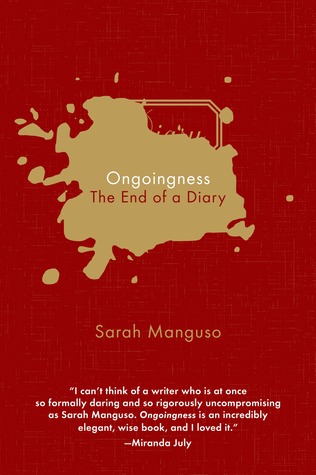 Ongoingness
The End of a Diary
Sarah Manguso
“I can’t think of a writer who is at once
so formally daring and so rigorously uncompromising
as Sarah Manguso. Ongoingness is an incredibly
elegant, wise book, and I loved it.”
—Miranda July